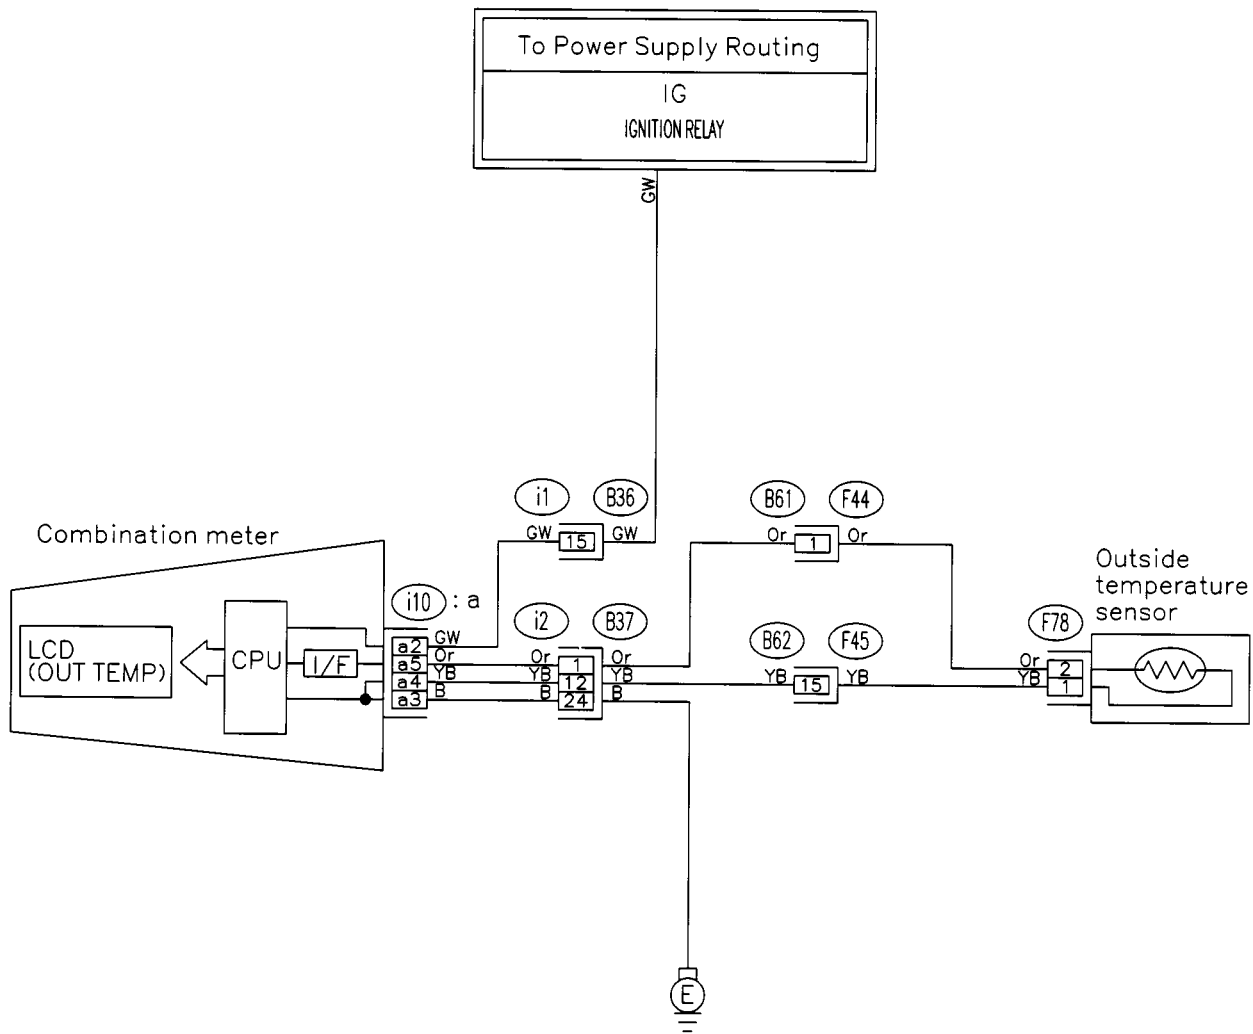 To Power Supply Routing
IG
IGNITION RELAY
GW
i1 B36
GW 15 GW
B61 F44
Or 1 Or
Combination meter
LCD
(OUT TEMP)
CPU
I/F
i10 : a
a2 GW
a5 Or
a4 YB
a3 B
i2 B37
Or 1 Or
YB 12 YB
B 24 B
B62 F45
YB 15 YB
Outside
temperature
sensor
F78
Or 2
YB 1
E